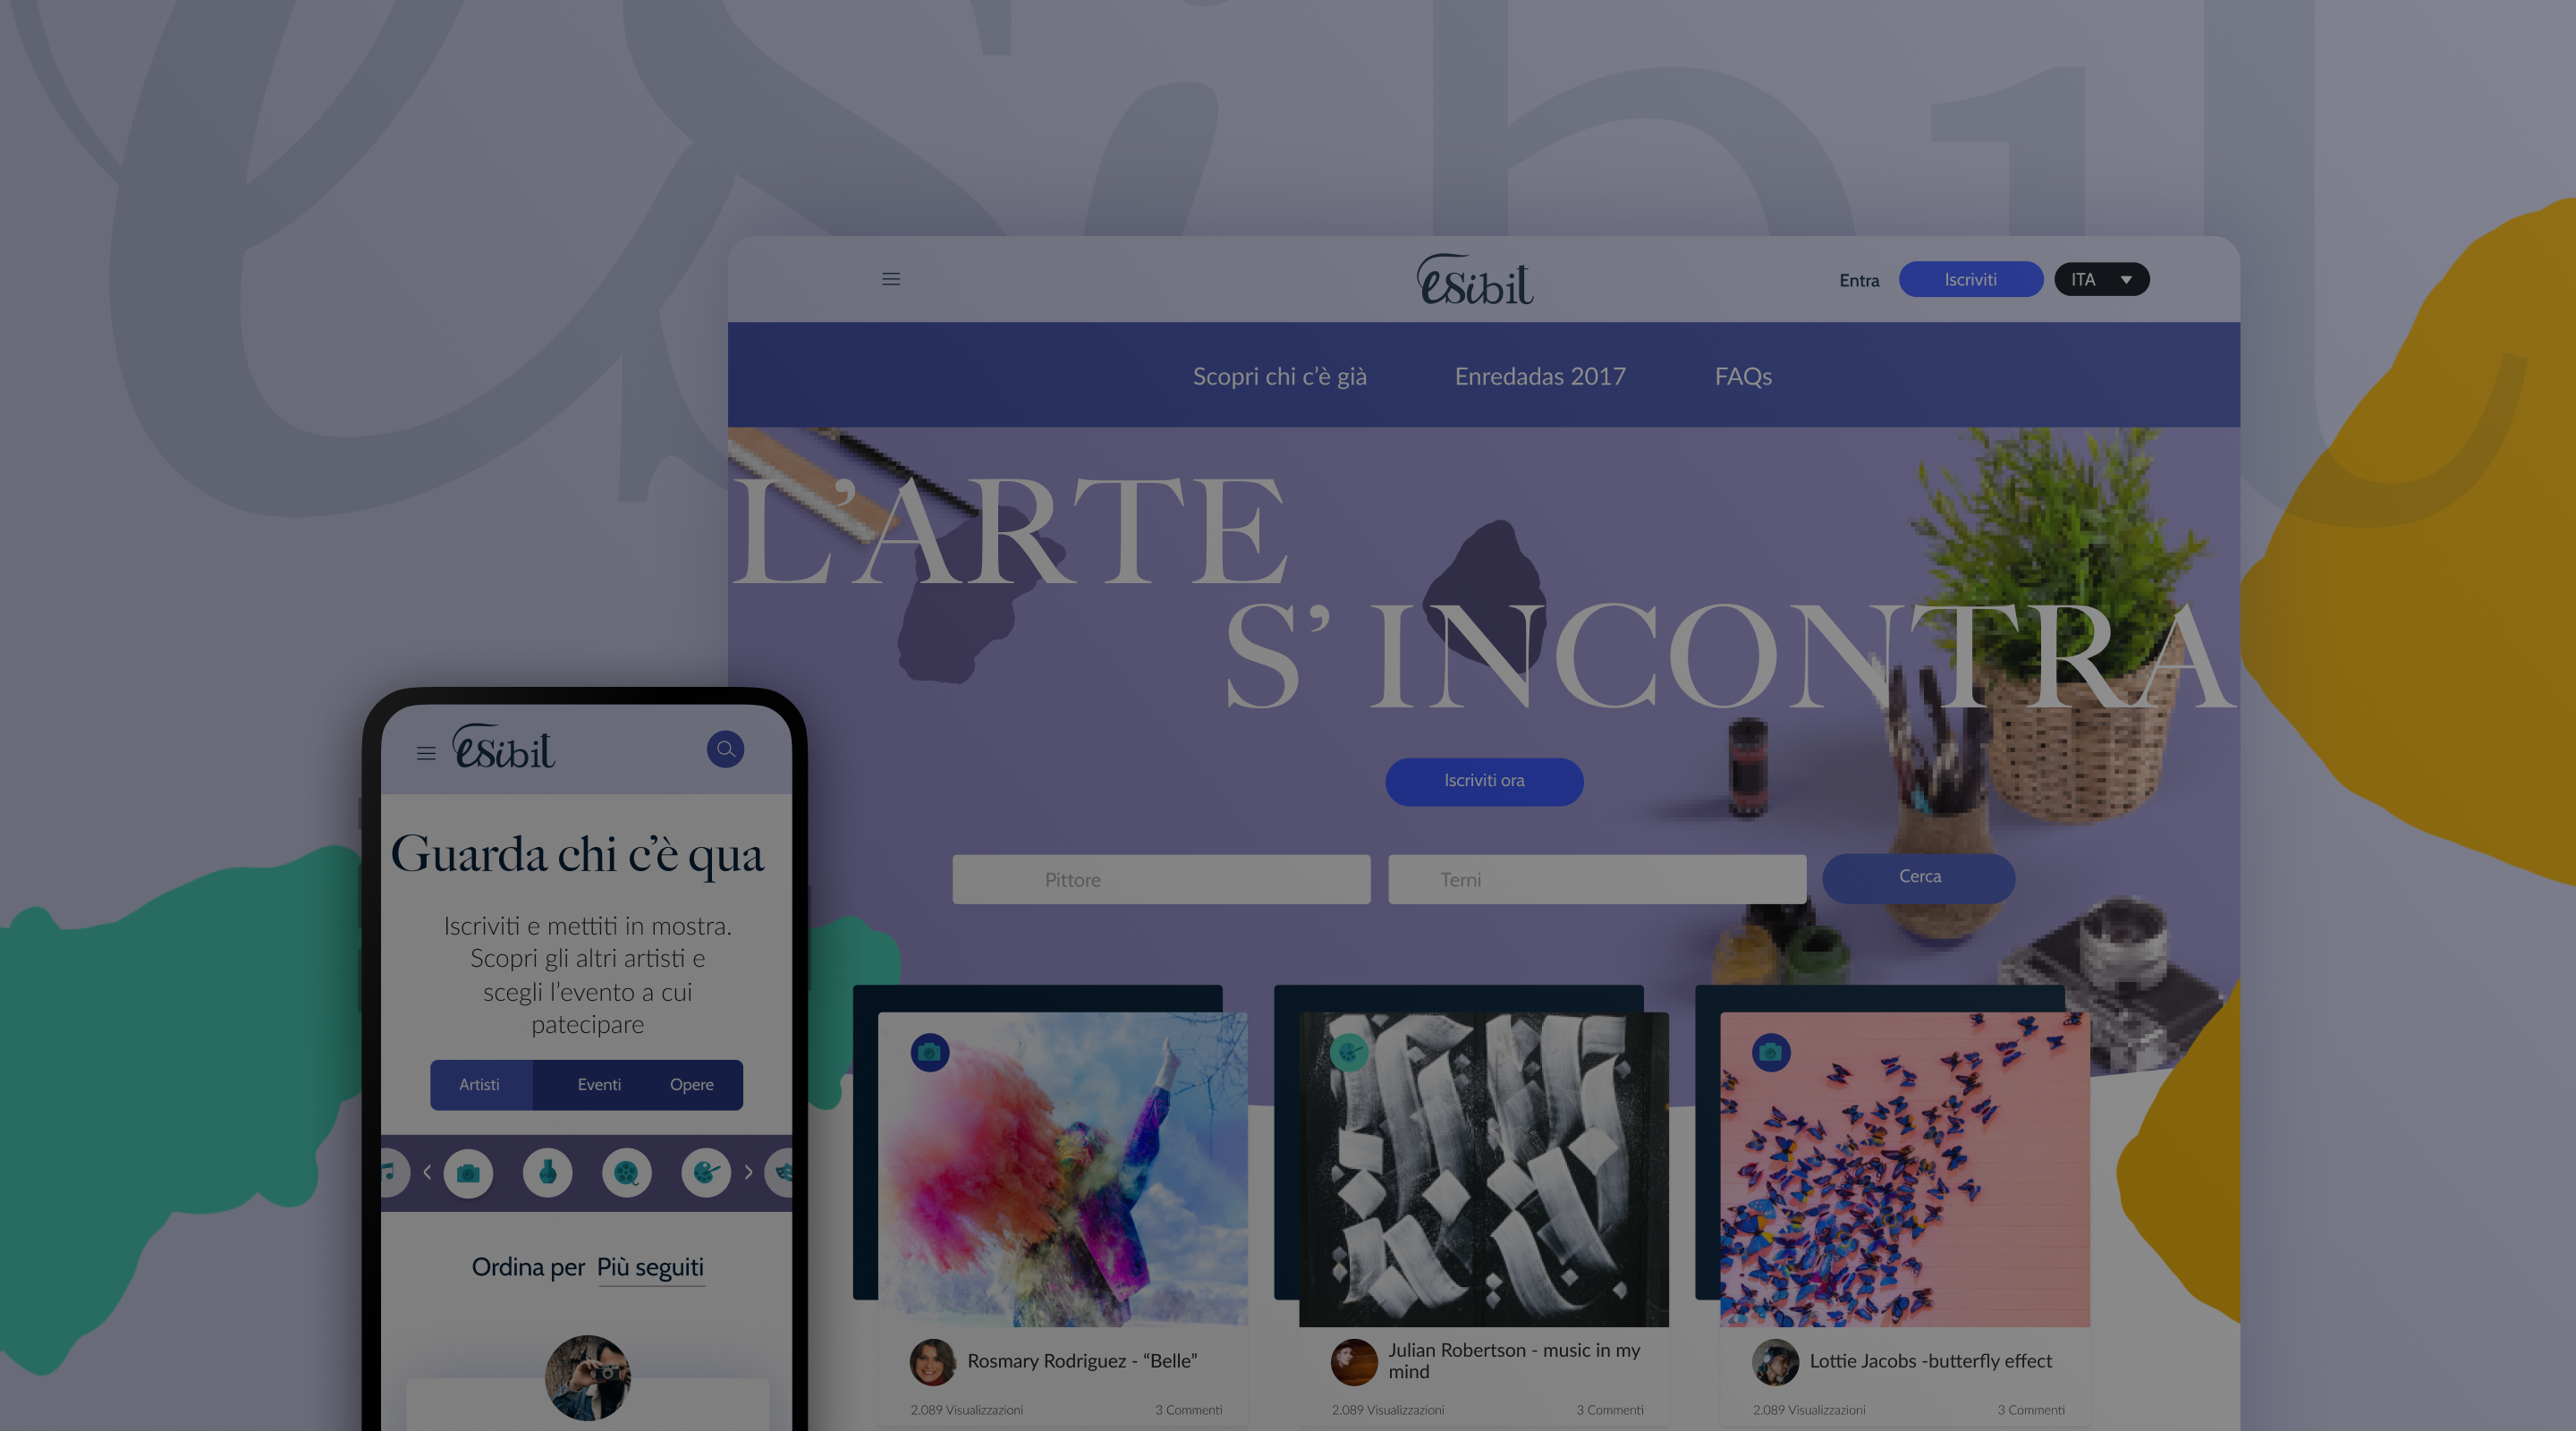 esibit
esibit
Entra
Iscriviti
ITA
Scopri chi c'è già
Enredadas 2017
FAQs
L'ARTE
S' INCONTRA
Iscriviti ora
Pittore
Terni
Cerca
Rosmary Rodriguez - “Belle”
2.089 Visualizzazioni
3 Commenti
Julian Robertson - music in my
mind
2.089 Visualizzazioni
3 Commenti
Lottie Jacobs -butterfly effect
2.089 Visualizzazioni
3 Commenti
esibit
Guarda chi c'è qua
Iscriviti e mettiti in mostra.
Scopri gli altri artisti e
scegli l'evento a cui
patecipare
Artisti
Eventi
Opere
Ordina per Più seguiti